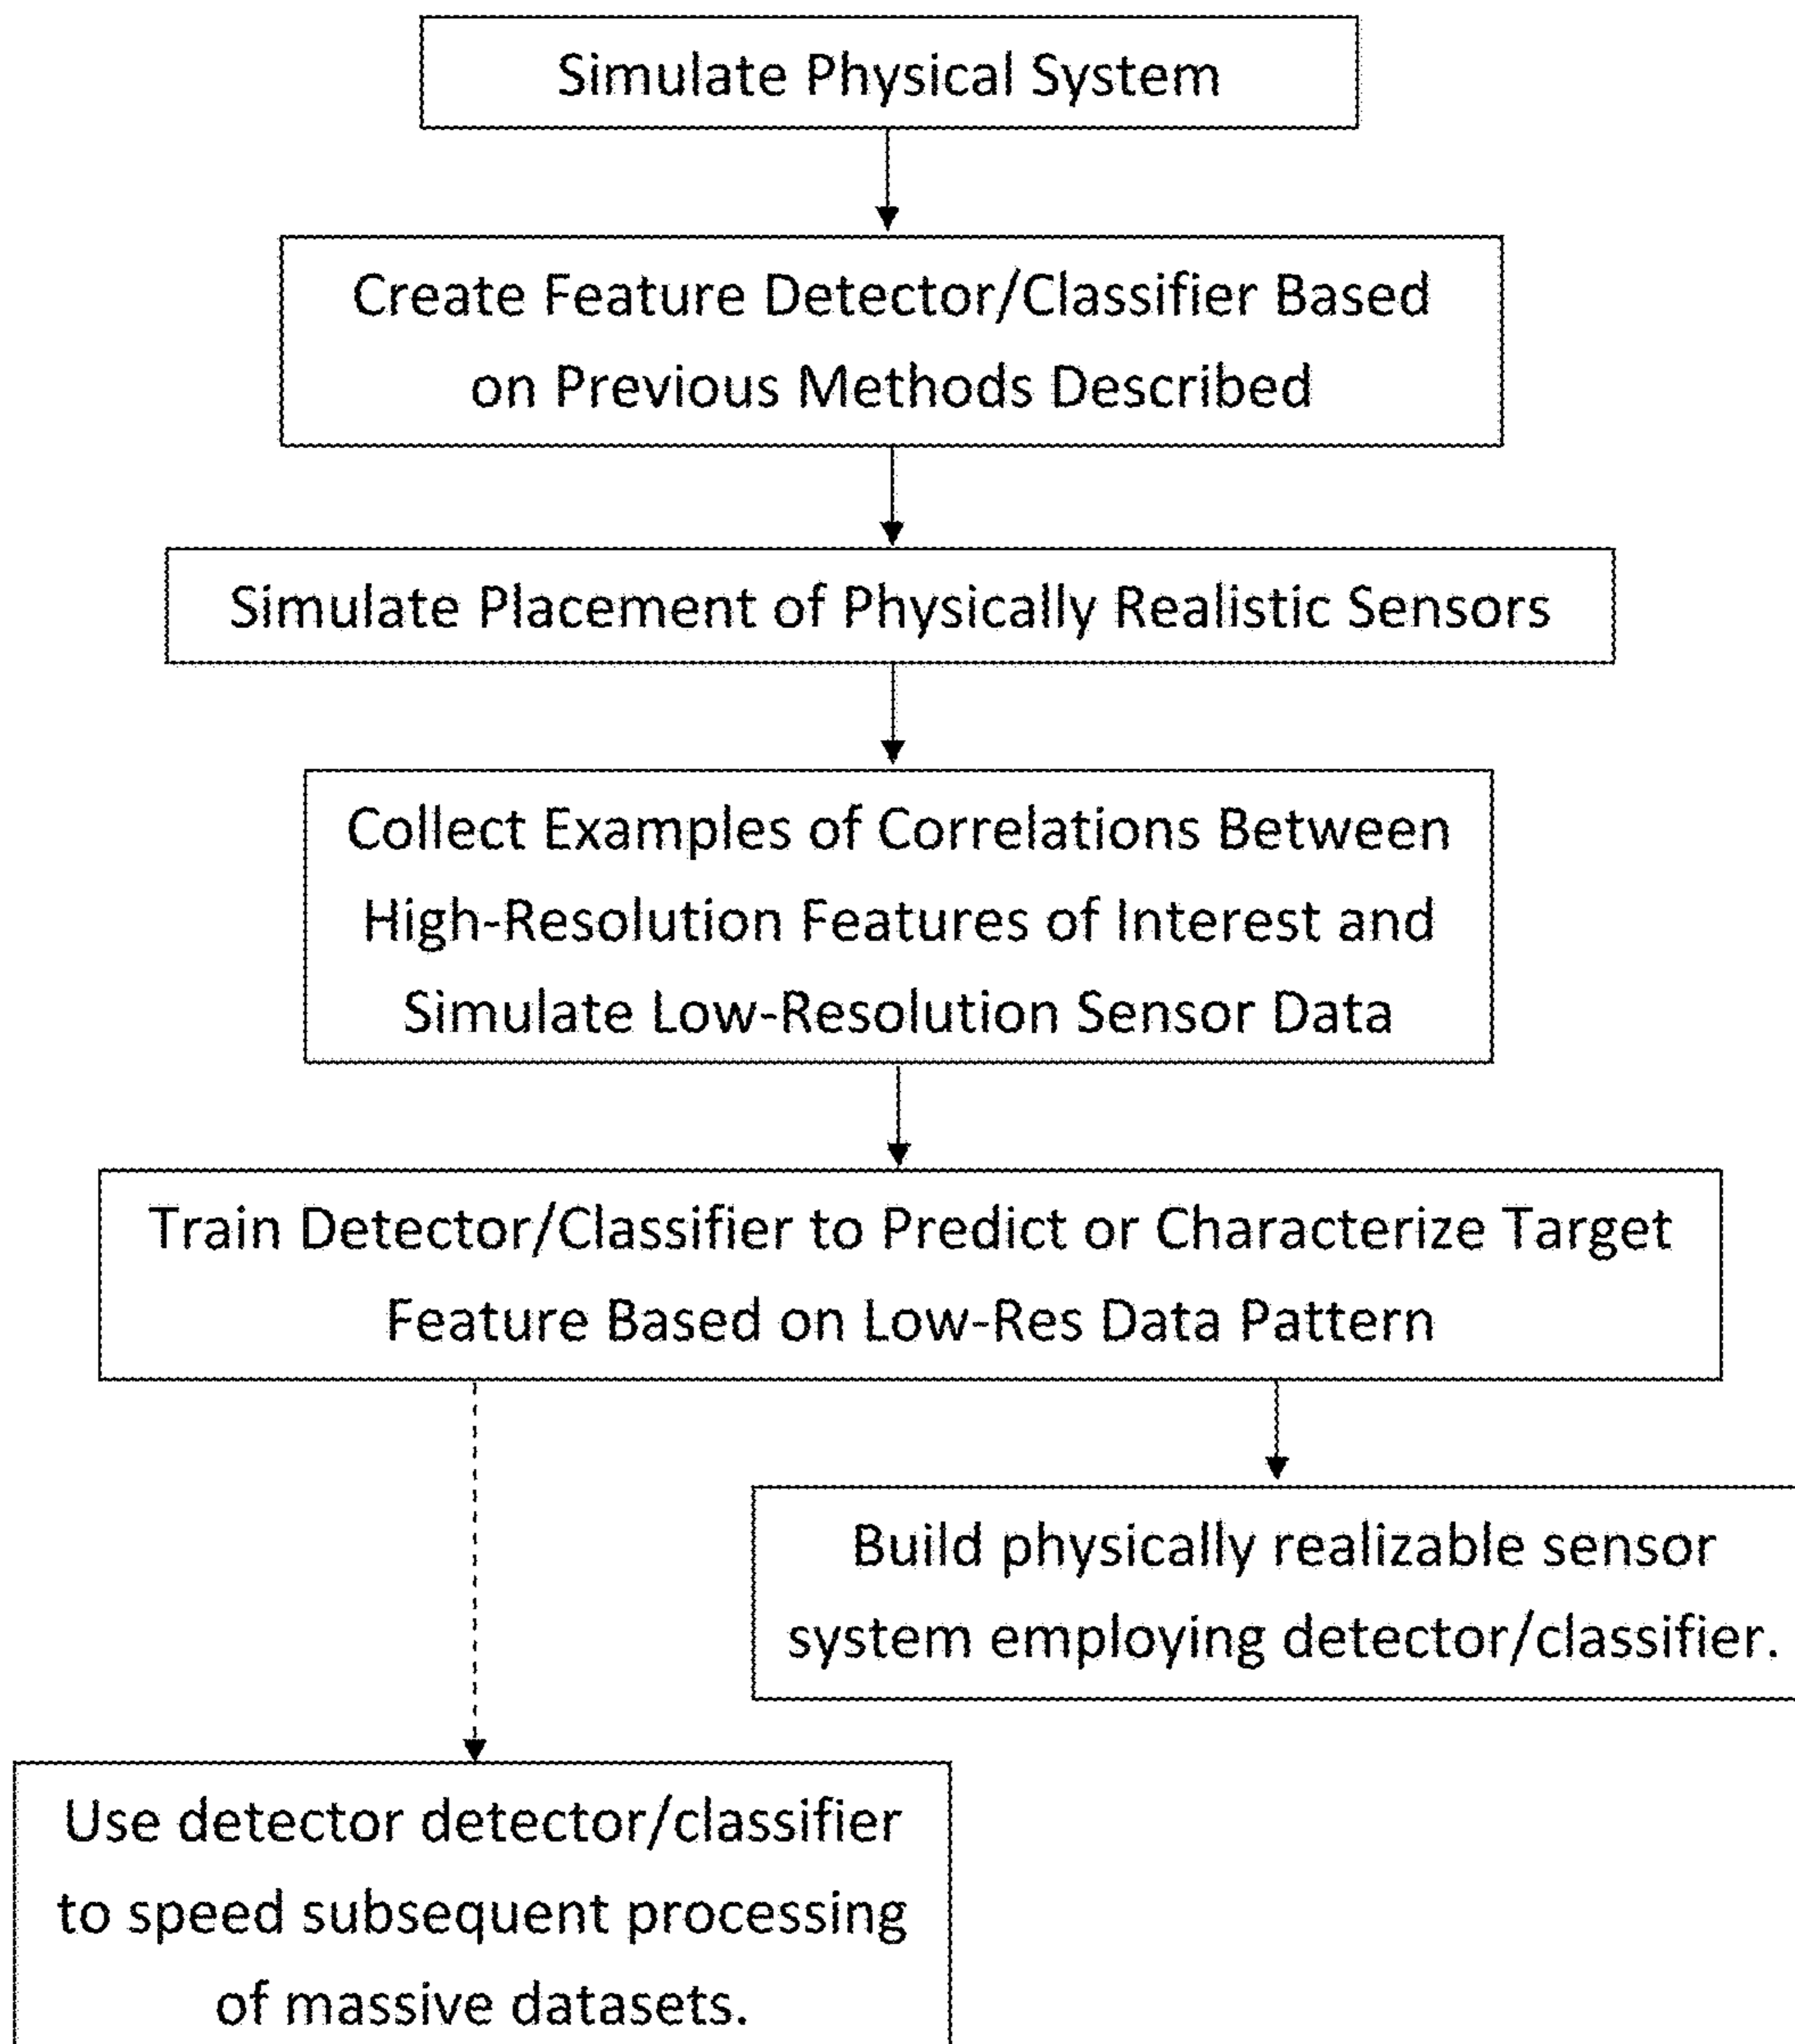 Simulate Physical System
Create Feature Detector/Classifier Based
on Previous Methods Described
Simulate Placement of Physically Realistic Sensors
Collect Examples of Correlations Between
High-Resolution Features of Interest and
Simulate Low-Resolution Sensor Data
Train Detector/Classifier to Predict or Characterize Target
Feature Based on Low-Res Data Pattern
Build physically realizable sensor
system employing detector/classifier.
Use detector detector/classifier
to speed subsequent processing
of massive datasets.